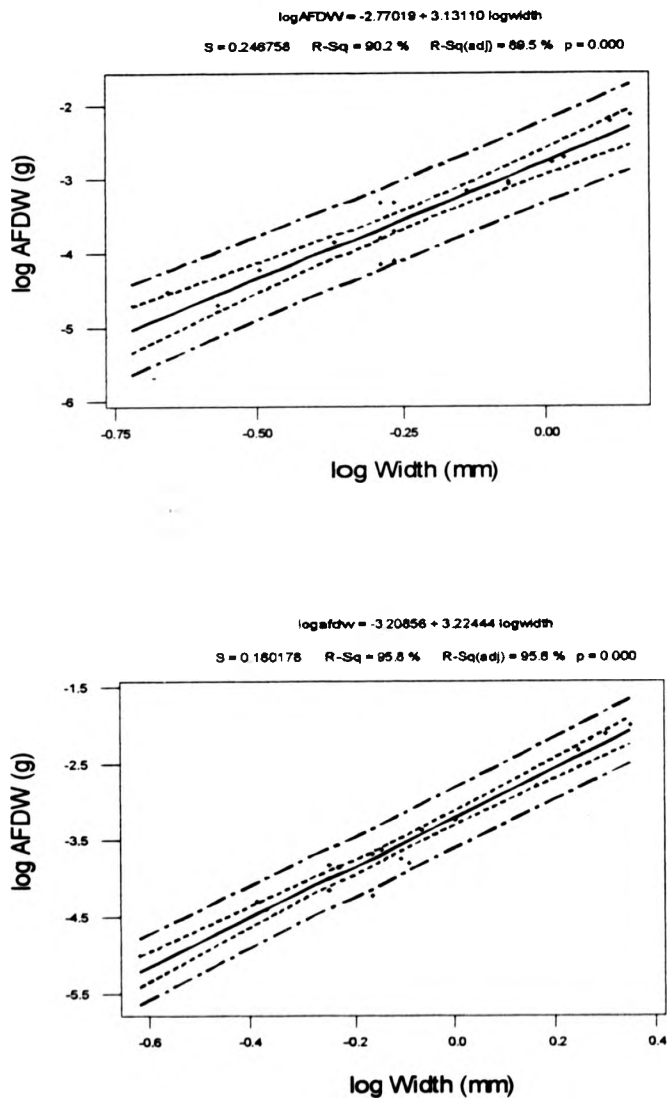 logAFDW = -2.77019 + 3.13110 logwidth
S = 0.246758 R-Sq = 90.2 % R-Sq(adj) = 89.5 % p = 0.000
-2
-3
-4
-5
-6
log AFDW (g)
-0.75 -0.50 -0.25 0.00
log Width (mm)
logafdw = -3.20856 + 3.22444 logwidth
S = 0.160178 R-Sq = 95.8 % R-Sq(adj) = 95.6 % p = 0.000
-1.5
-2.5
-3.5
-4.5
-5.5
log AFDW (g)
-0.6 -0.4 -0.2 0.0 0.2 0.4
log Width (mm)